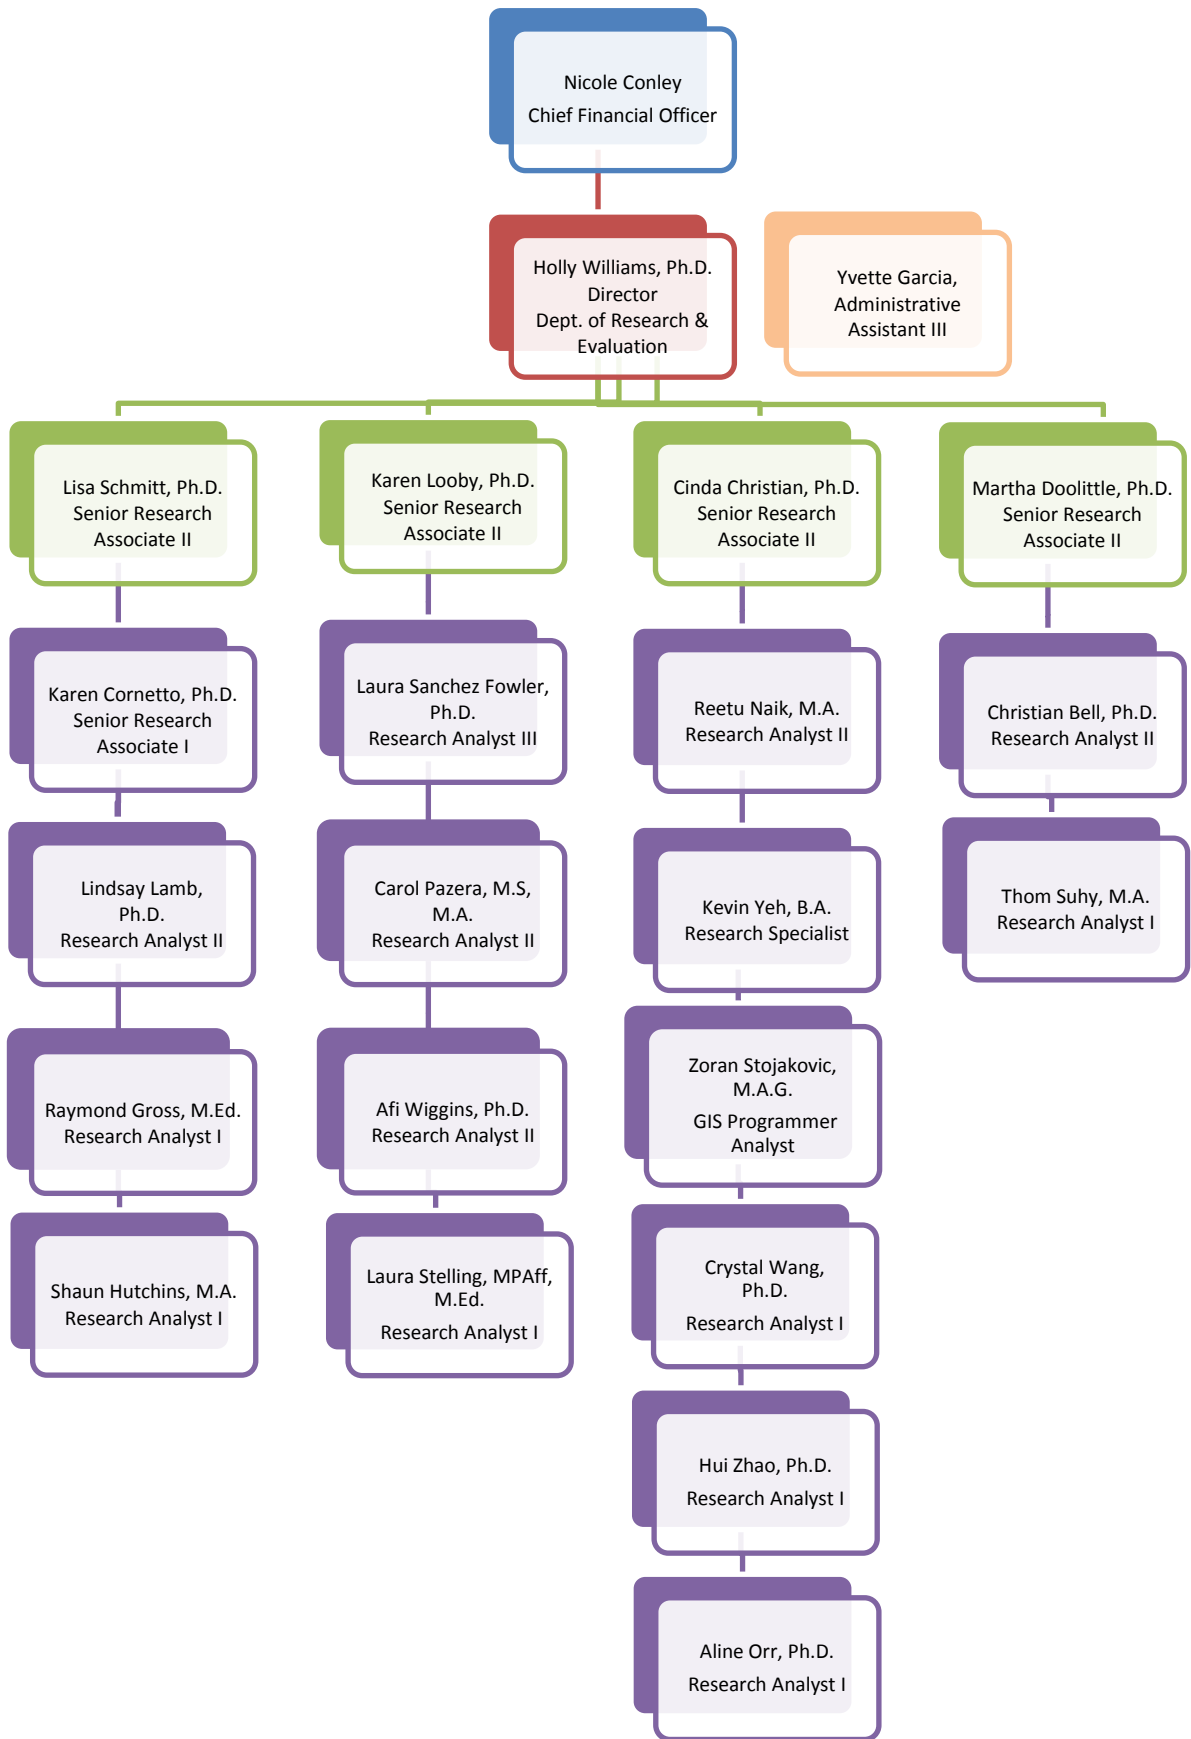 Nicole Conley
Chief Financial Officer
Holly Williams, Ph.D.
Director
Dept. of Research &
Evaluation
Yvette Garcia,
Administrative
Assistant III
Lisa Schmitt, Ph.D.
Senior Research
Associate II
Karen Looby, Ph.D.
Senior Research
Associate II
Cinda Christian, Ph.D.
Senior Research
Associate II
Martha Doolittle, Ph.D.
Senior Research
Associate II
Karen Cornetto, Ph.D.
Senior Research
Associate I
Laura Sanchez Fowler,
Ph.D.
Research Analyst III
Reetu Naik, M.A.
Research Analyst II
Christian Bell, Ph.D.
Research Analyst II
Lindsay Lamb,
Ph.D.
Research Analyst II
Carol Pazera, M.S,
M.A.
Research Analyst II
Kevin Yeh, B.A.
Research Specialist
Thom Suhy, M.A.
Research Analyst I
Raymond Gross, M.Ed.
Research Analyst I
Afi Wiggins, Ph.D.
Research Analyst II
Zoran Stojakovic,
M.A.G.
GIS Programmer
Analyst
Shaun Hutchins, M.A.
Research Analyst I
Laura Stelling, MPAff,
M.Ed.
Research Analyst I
Crystal Wang,
Ph.D.
Research Analyst I
Hui Zhao, Ph.D.
Research Analyst I
Aline Orr, Ph.D.
Research Analyst I